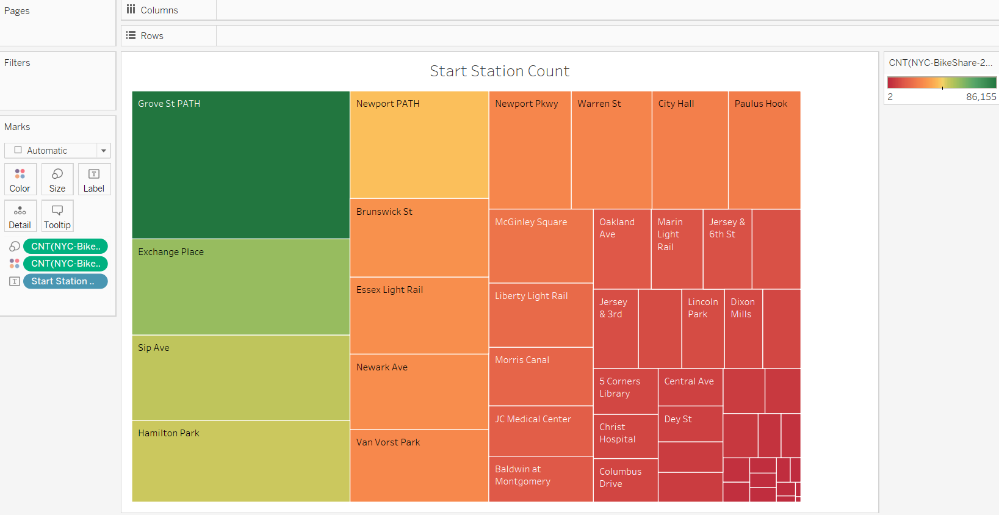 Pages
Columns
Rows
Filters
Marks
Automatic
Color
Size
Label
Detail
Tooltip
CNT(NYC-Bike..
CNT(NYC-Bike..
Start Station ..
Start Station Count
Grove St PATH
Exchange Place
Sip Ave
Hamilton Park
Newport PATH
Brunswick St
Essex Light Rail
Newark Ave
Van Vorst Park
Newport Pkwy
Warren St
City Hall
Paulus Hook
McGinley Square
Liberty Light Rail
Morris Canal
JC Medical Center
Baldwin at
Montgomery
Oakland
Ave
Marin
Light
Rail
Jersey &
6th St
Jersey
& 3rd
Lincoln
Park
Dixon
Mills
5 Corners
Library
Christ
Hospital
Columbus
Drive
Central Ave
Dey St
CNT(NYC-BikeShare-2...
2
86,155